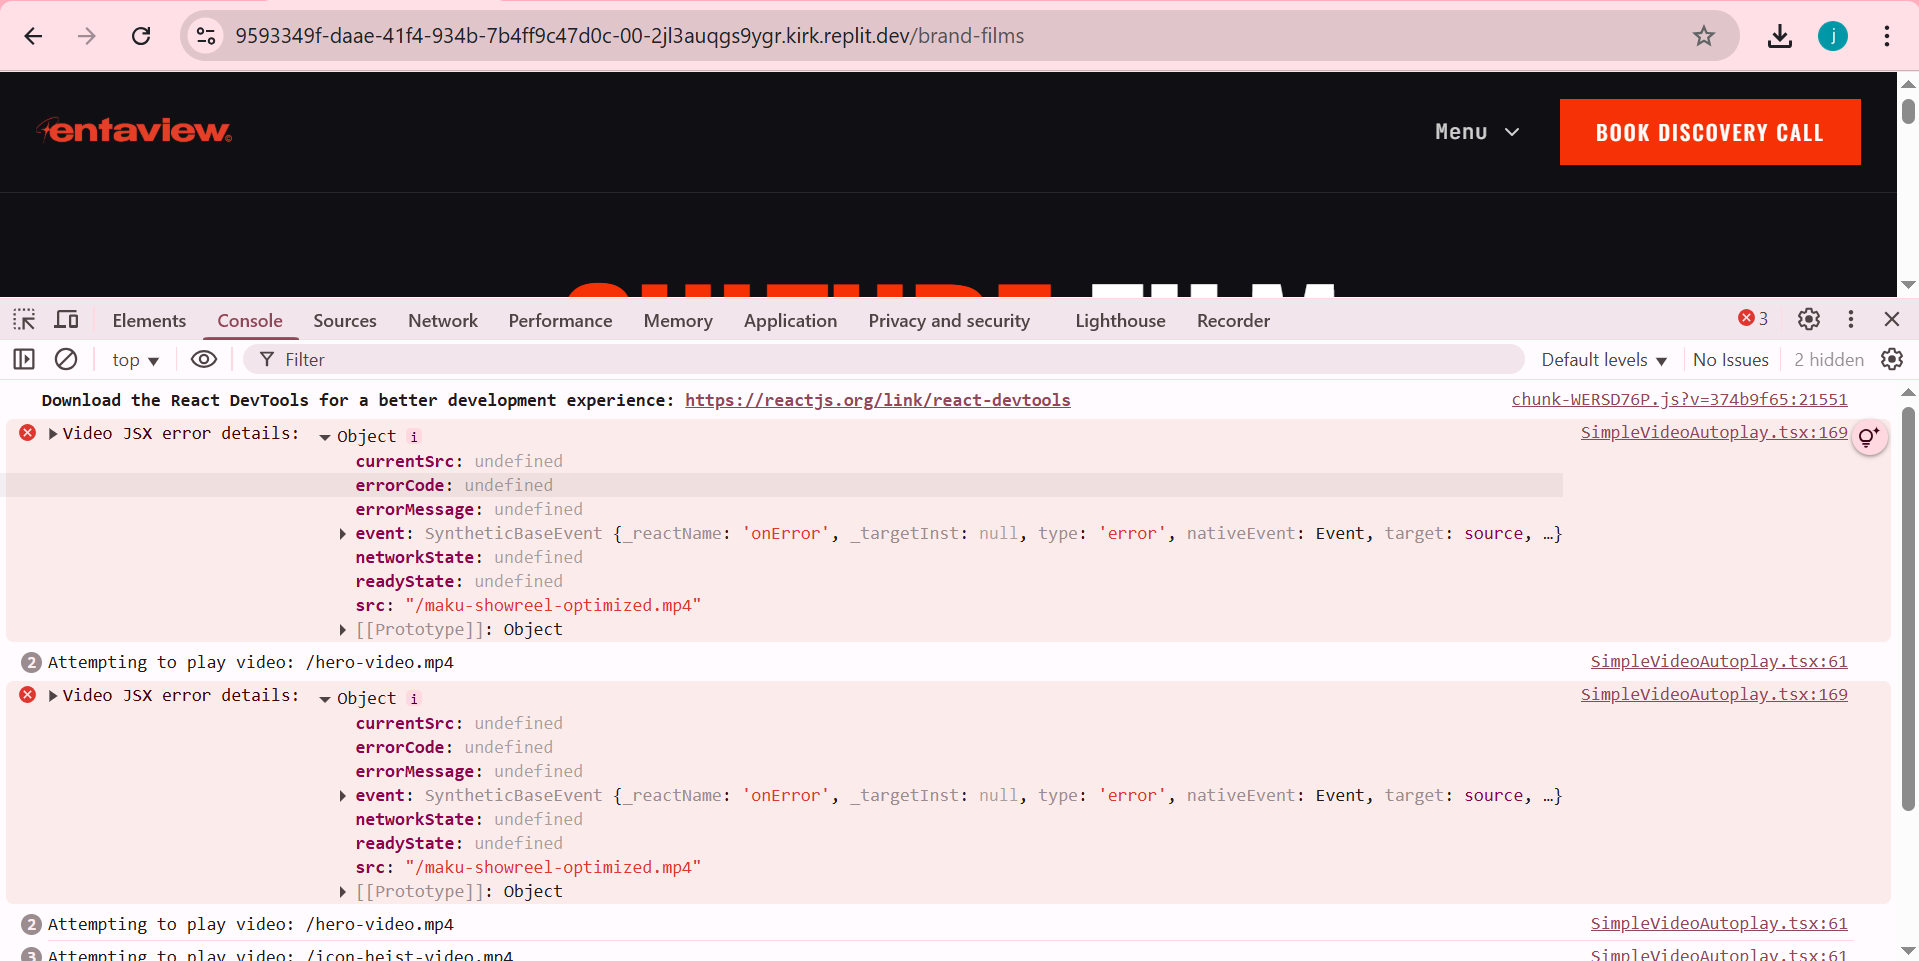 9593349f-daae-41f4-934b-7b4ff9c47d0c-00-2jl3auqgs9ygr.kirk.replit.dev/brand-films
j
entaview.©
Menu
BOOK DISCOVERY CALL
FILM
Elements Console Sources Network Performance Memory Application Privacy and security Lighthouse Recorder 3
top Filter Default levels No Issues 2 hidden
Download the React DevTools for a better development experience: https://reactjs.org/link/react-devtools chunk-WERSD76P.js?v=374b9f65:21551
Video JSX error details: Object i SimpleVideoAutoplay.tsx:169
currentSrc: undefined
errorCode: undefined
errorMessage: undefined
event: SyntheticBaseEvent {_reactName: 'onError', _targetInst: null, type: 'error', nativeEvent: Event, target: source, …}
networkState: undefined
readyState: undefined
src: "/maku-showreel-optimized.mp4"
[[Prototype]]: Object
2 Attempting to play video: /hero-video.mp4 SimpleVideoAutoplay.tsx:61
Video JSX error details: Object i SimpleVideoAutoplay.tsx:169
currentSrc: undefined
errorCode: undefined
errorMessage: undefined
event: SyntheticBaseEvent {_reactName: 'onError', _targetInst: null, type: 'error', nativeEvent: Event, target: source, …}
networkState: undefined
readyState: undefined
src: "/maku-showreel-optimized.mp4"
[[Prototype]]: Object
2 Attempting to play video: /hero-video.mp4 SimpleVideoAutoplay.tsx:61
3 Attempting to play video: /icon-heist-video.mp4 SimpleVideoAutoplay.tsx:61